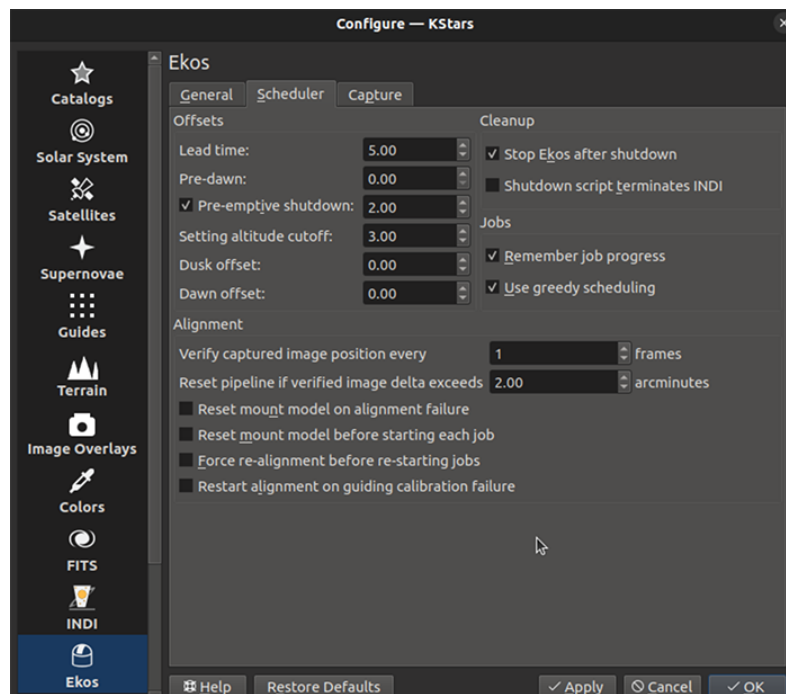 Configure — KStars
Catalogs
Solar System
Satellites
Supernovae
Guides
Terrain
Image Overlays
Colors
FITS
INDI
Ekos
Ekos
General Scheduler Capture
Offsets
Lead time: 5.00
Pre-dawn: 0.00
Pre-emptive shutdown: 2.00
Setting altitude cutoff: 3.00
Dusk offset: 0.00
Dawn offset: 0.00
Cleanup
Stop Ekos after shutdown
Shutdown script terminates INDI
Jobs
Remember job progress
Use greedy scheduling
Alignment
Verify captured image position every 1 frames
Reset pipeline if verified image delta exceeds 2.00 arcminutes
Reset mount model on alignment failure
Reset mount model before starting each job
Force re-alignment before re-starting jobs
Restart alignment on guiding calibration failure
Help Restore Defaults Apply Cancel OK